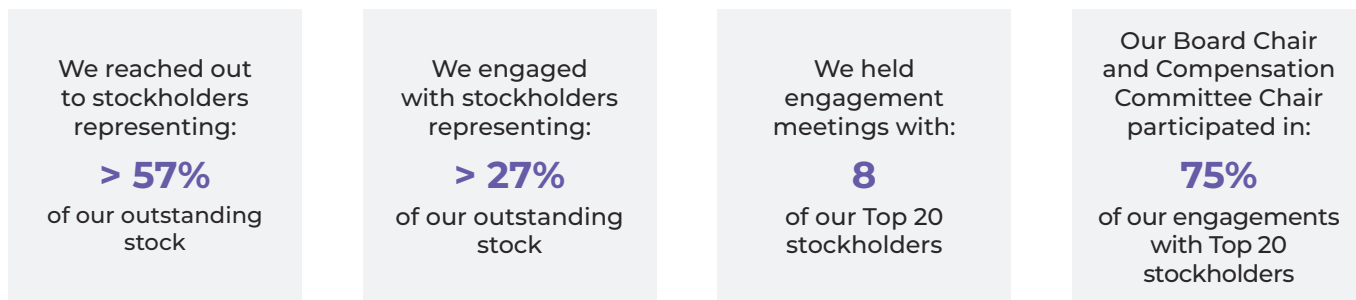 We reached out
to stockholders
representing:
> 57%
of our outstanding
stock
We engaged
with stockholders
representing:
> 27%
of our outstanding
stock
We held
engagement
meetings with:
8
of our Top 20
stockholders
Our Board Chair
and Compensation
Committee Chair
participated in:
75%
of our engagements
with Top 20
stockholders